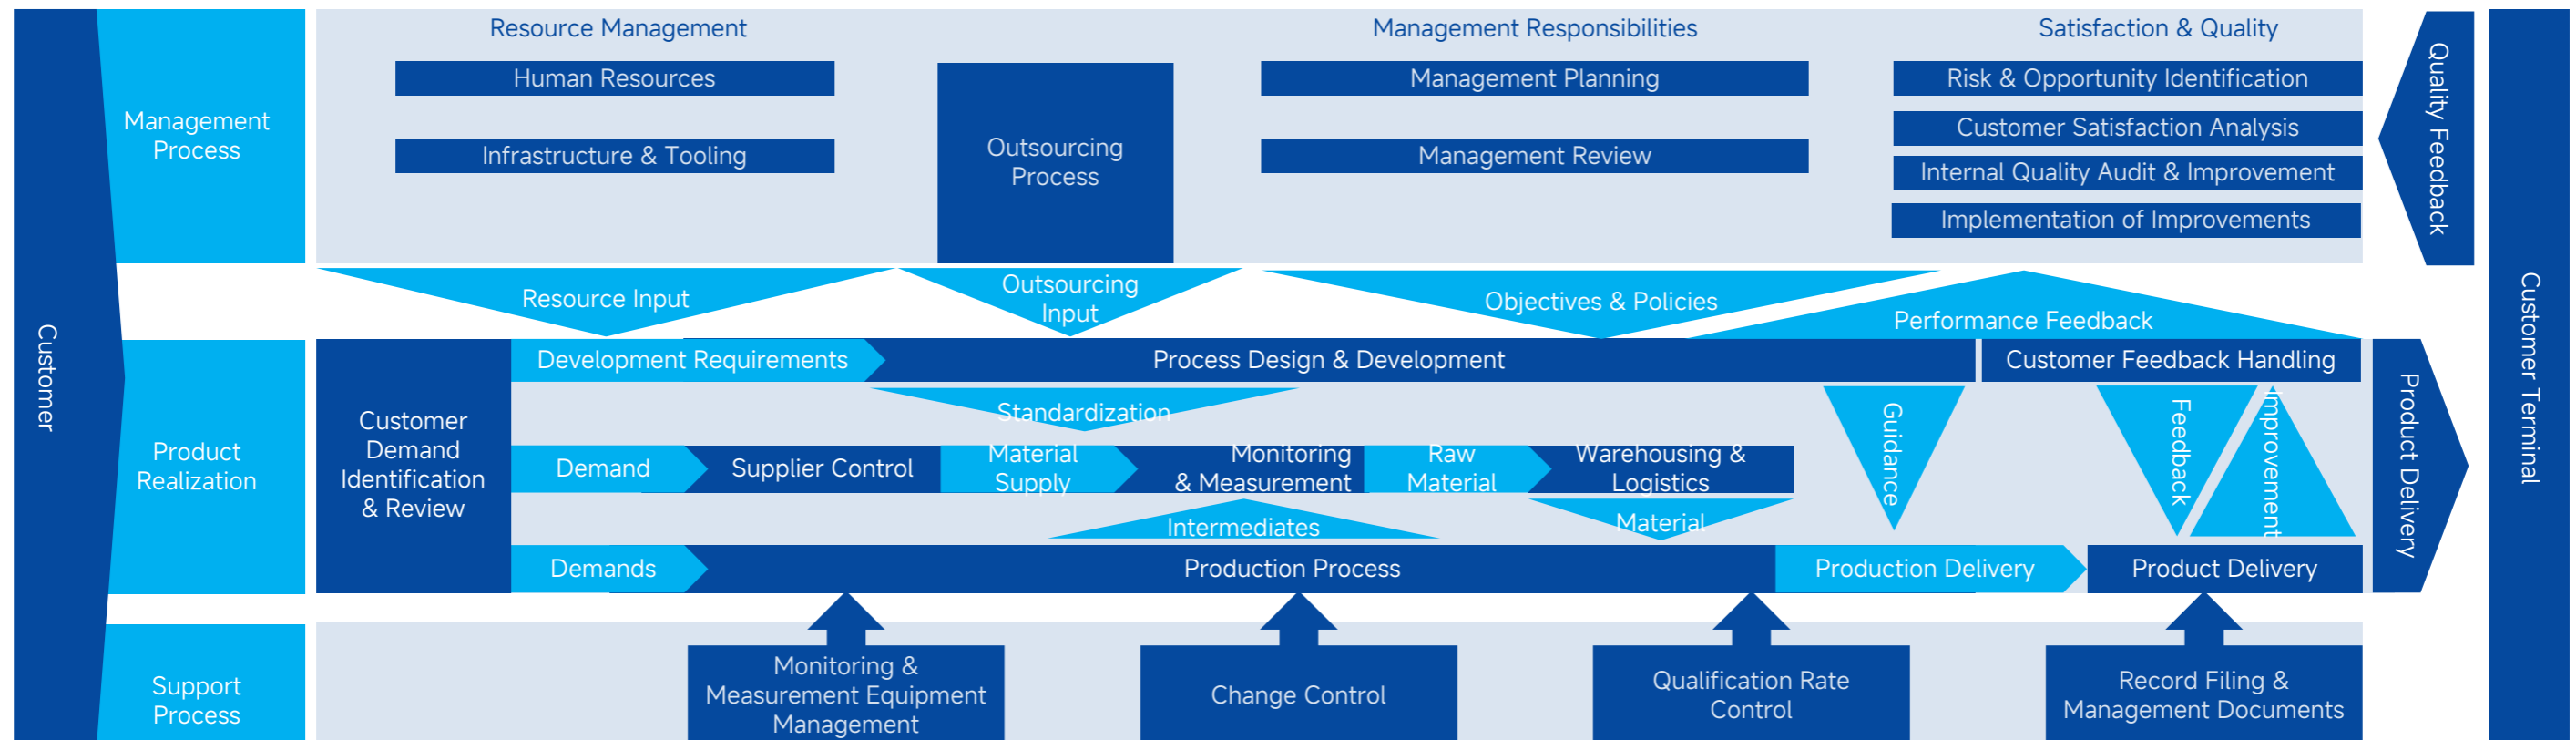 Customer
Management
Process
Resource Management
Human Resources
Infrastructure & Tooling
Outsourcing
Process
Management Responsibilities
Management Planning
Management Review
Satisfaction & Quality
Risk & Opportunity Identification
Customer Satisfaction Analysis
Internal Quality Audit & Improvement
Implementation of Improvements
Quality Feedback
Customer Terminal
Resource Input
Outsourcing
Input
Objectives & Policies
Performance Feedback
Product
Realization
Customer
Demand
Identification
& Review
Development Requirements
Process Design & Development
Customer Feedback Handling
Standardization
Guidance
Feedback
Improvement
Product Delivery
Demand
Supplier Control
Material
Supply
Monitoring
& Measurement
Raw
Material
Warehousing &
Logistics
Intermediates
Material
Demands
Production Process
Production Delivery
Product Delivery
Support
Process
Monitoring &
Measurement Equipment
Management
Change Control
Qualification Rate
Control
Record Filing &
Management Documents